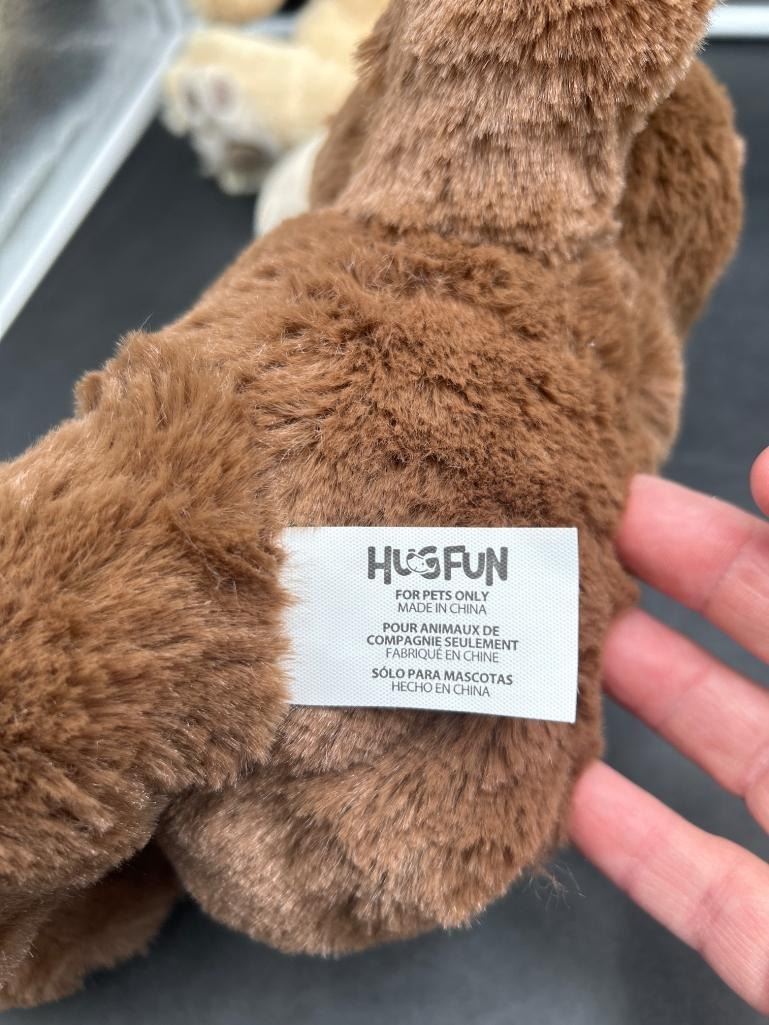 HUGFUN
FOR PETS ONLY
MADE IN CHINA
POUR ANIMAUX DE
COMPAGNIE SEULEMENT
FABRIQUÉ EN CHINE
SÓLO PARA MASCOTAS
HECHO EN CHINA